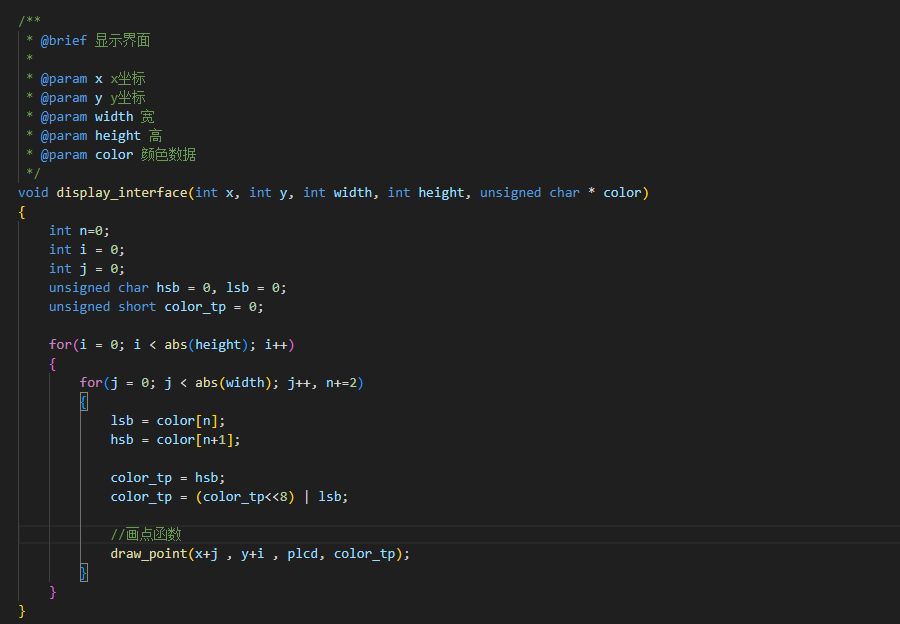 /**
 * @brief 显示界面
 *
 * @param x x坐标
 * @param y y坐标
 * @param width 宽
 * @param height 高
 * @param color 颜色数据
 */
void display_interface(int x, int y, int width, int height, unsigned char * color)
{
    int n=0;
    int i = 0;
    int j = 0;
    unsigned char hsb = 0, lsb = 0;
    unsigned short color_tp = 0;

    for(i = 0; i < abs(height); i++)
    {
        for(j = 0; j < abs(width); j++, n+=2)
        {
            lsb = color[n];
            hsb = color[n+1];

            color_tp = hsb;
            color_tp = (color_tp<<8) | lsb;

            //画点函数
            draw_point(x+j , y+i , plcd, color_tp);
        }
    }
}